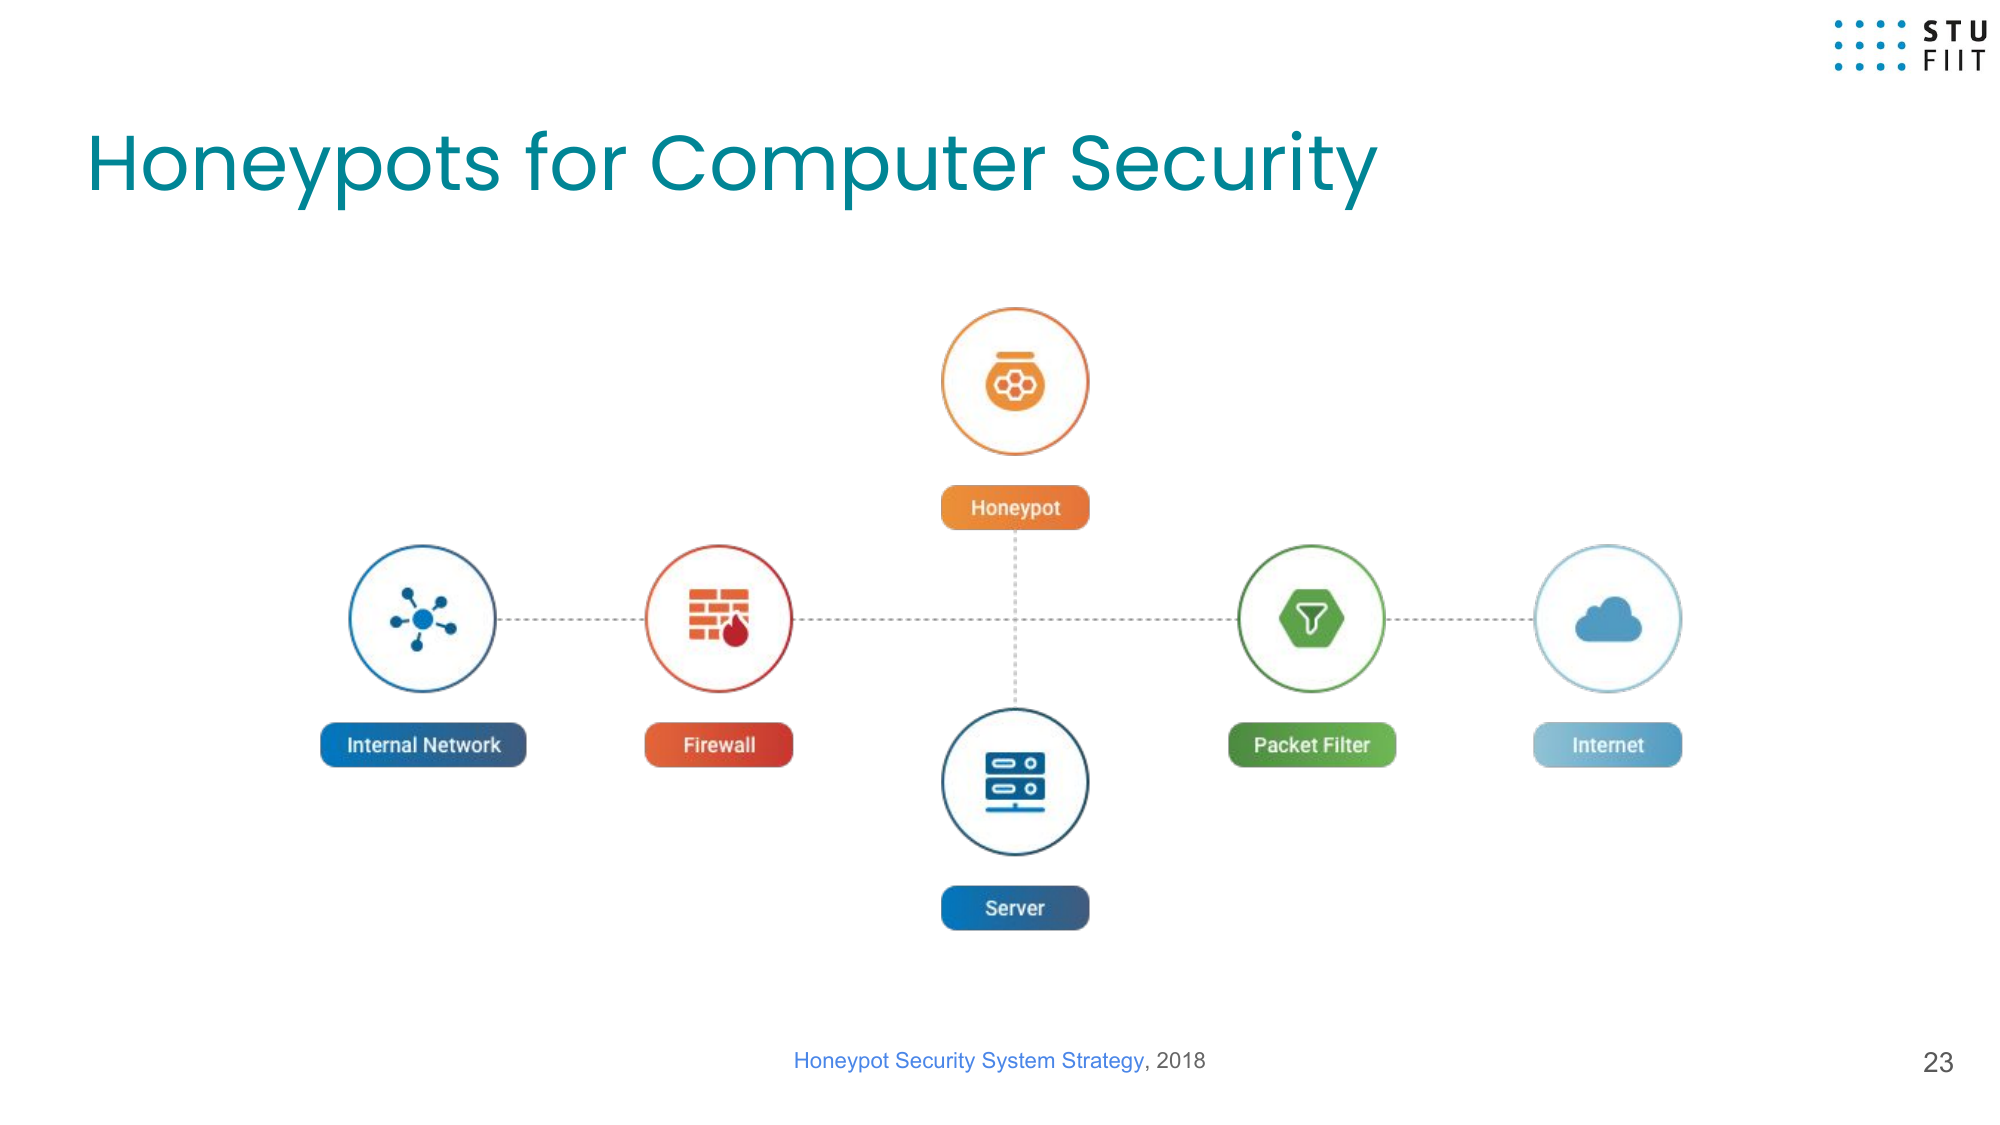 STU
FIIT
Honeypots for Computer Security
Honeypot
Internal Network
Firewall
Packet Filter
Internet
Server
Honeypot Security System Strategy, 2018
23